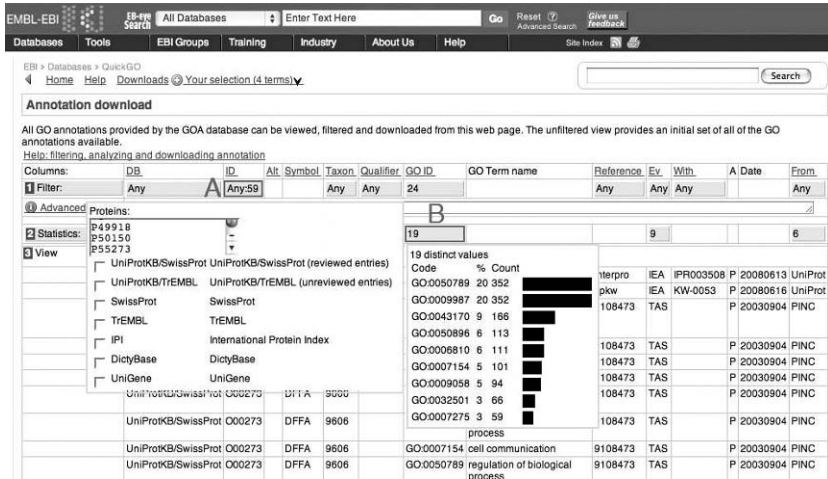 EMBL-EBI EB-eye Search All Databases Enter Text Here Go Reset ? Advanced Search Give us feedback
Databases Tools EBI Groups Training Industry About Us Help Site Index
EBI > Databases > QuickGO
Home Help Downloads Your selection (4 terms) Search
Annotation download
All GO annotations provided by the GOA database can be viewed, filtered and downloaded from this web page. The unfiltered view provides an initial set of all of the GO
annotations available.
Help: filtering, analyzing and downloading annotation
Columns: DB ID Alt Symbol Taxon Qualifier GO ID GO Term name Reference Ev With A Date From
1 Filter: Any A Any:59 Any Any 24 Any Any Any Any
Advanced
Proteins:
B
P49918
P50150
P55273
2 Statistics: 19 9 6
3 View
UniProtKB/SwissProt UniProtKB/SwissProt (reviewed entries)
UniProtKB/TrEMBL UniProtKB/TrEMBL (unreviewed entries)
SwissProt SwissProt
TrEMBL TrEMBL
IPI International Protein Index
DictyBase DictyBase
UniGene UniGene
19 distinct values
Code % Count
GO:0050789 20 352
GO:0009987 20 352
GO:0043170 9 166
GO:0050896 6 113
GO:0006810 6 111
GO:0007154 5 101
GO:0009058 5 94
GO:0032501 3 66
GO:0007275 3 59
IEA IPR003508 P 20080613 UniProt
IEA KW-0053 P 20080616 UniProt
108473 TAS P 20030904 PINC
108473 TAS P 20030904 PINC
108473 TAS P 20030904 PINC
108473 TAS P 20030904 PINC
UniProtKB/SwissProt O00273 DFFA 9606 108473 TAS P 20030904 PINC
UniProtKB/SwissProt O00273 DFFA 9606 108473 TAS P 20030904 PINC
process
UniProtKB/SwissProt O00273 DFFA 9606 GO:0007154 cell communication 9108473 TAS P 20030904 PINC
UniProtKB/SwissProt O00273 DFFA 9606 GO:0050789 regulation of biological 9108473 TAS P 20030904 PINC
process